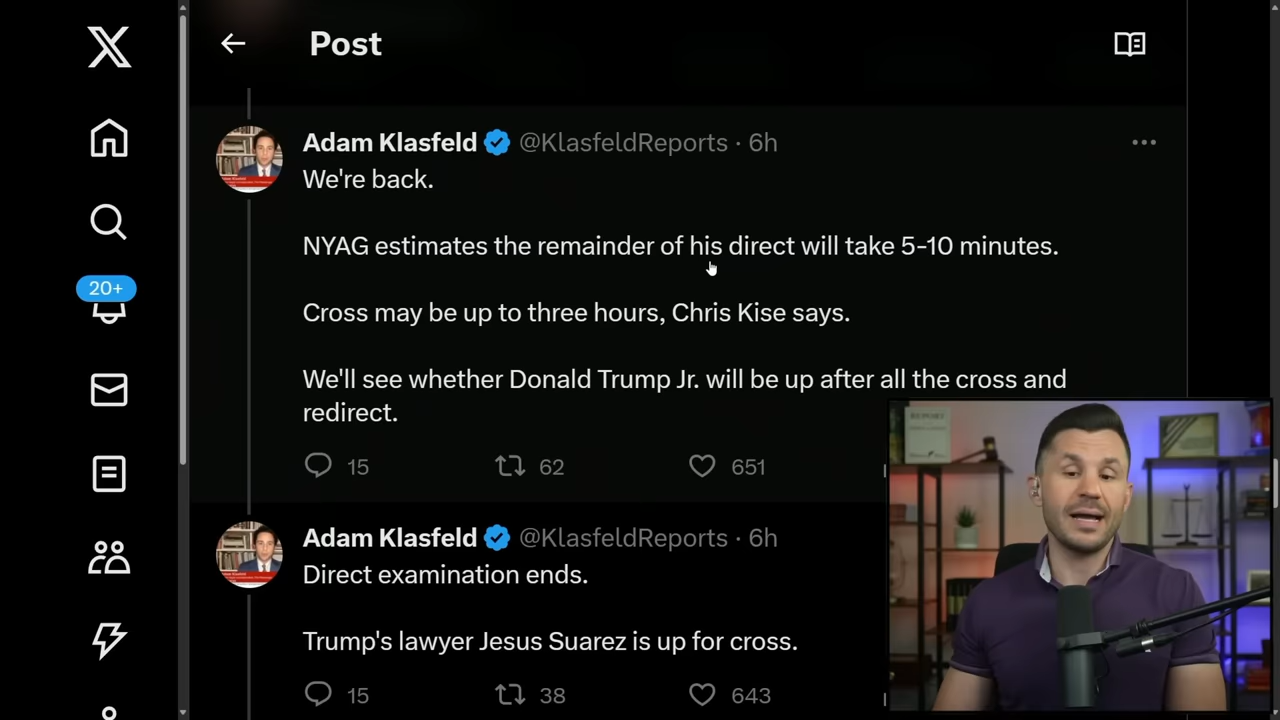 Post
Adam Klasfeld @KlasfeldReports · 6h
We're back.
NYAG estimates the remainder of his direct will take 5-10 minutes.
Cross may be up to three hours, Chris Kise says.
We'll see whether Donald Trump Jr. will be up after all the cross and
redirect.
15 62 651
20+
Adam Klasfeld @KlasfeldReports · 6h
Direct examination ends.
Trump's lawyer Jesus Suarez is up for cross.
15 38 643
REPORT